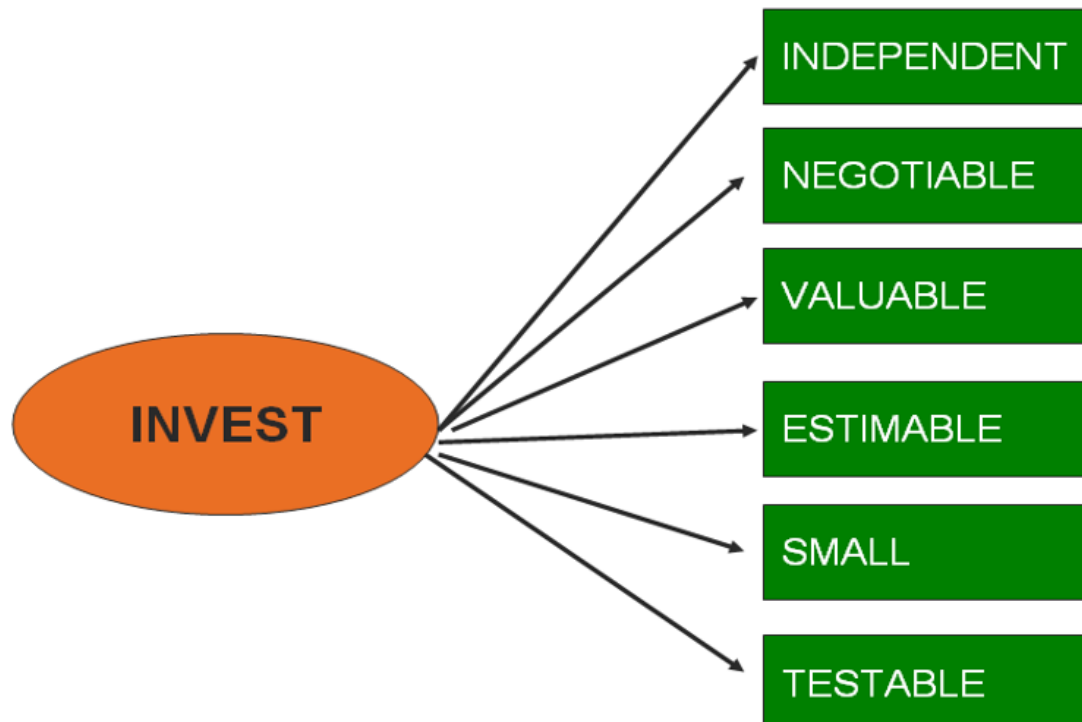 INDEPENDENT
NEGOTIABLE
VALUABLE
INVEST
ESTIMABLE
SMALL
TESTABLE